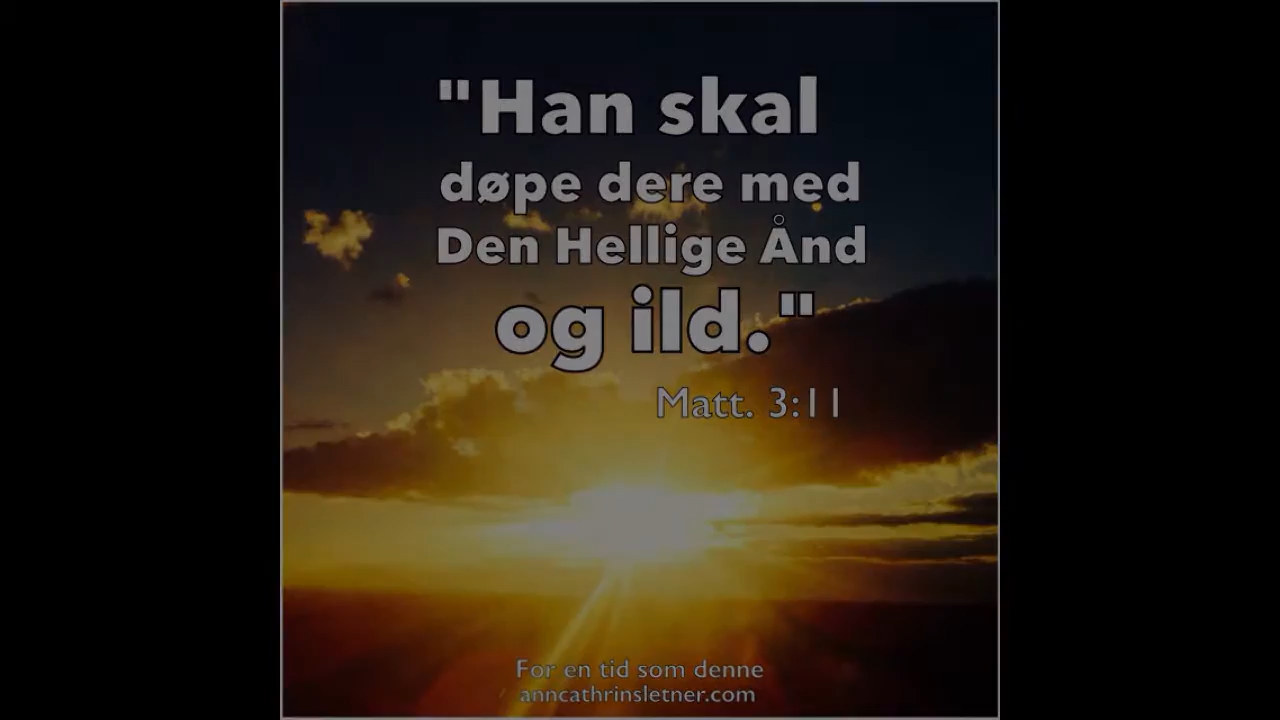 "Han skal
døpe dere med
Den Hellige Ånd
og ild."
Matt. 3:11
For en tid som denne
anncathrinsletner.com